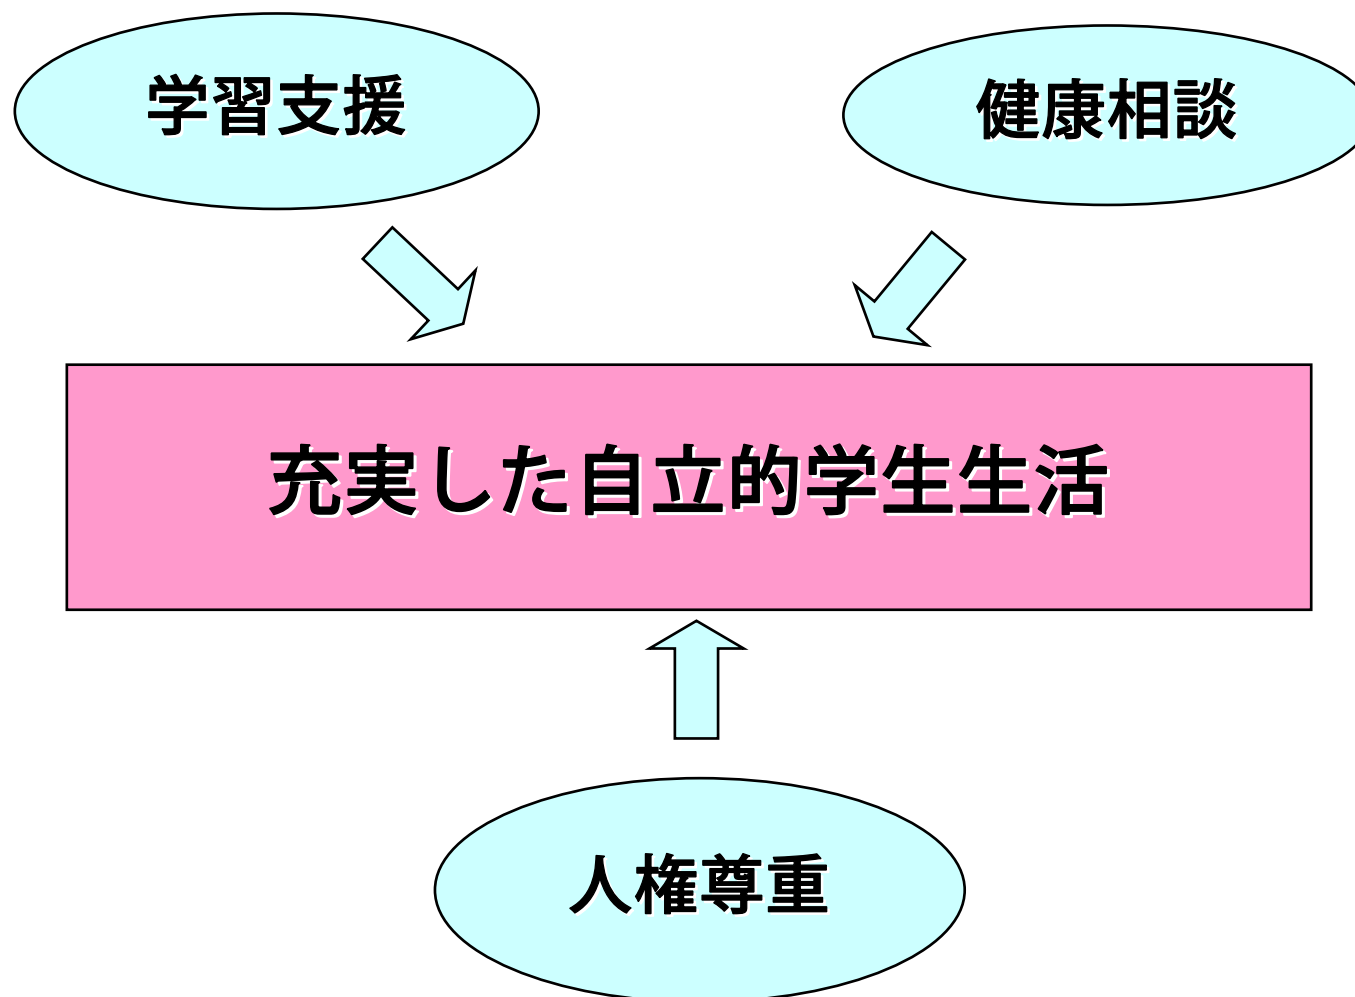 学習支援
健康相談
充実した自立的学生生活
人権尊重